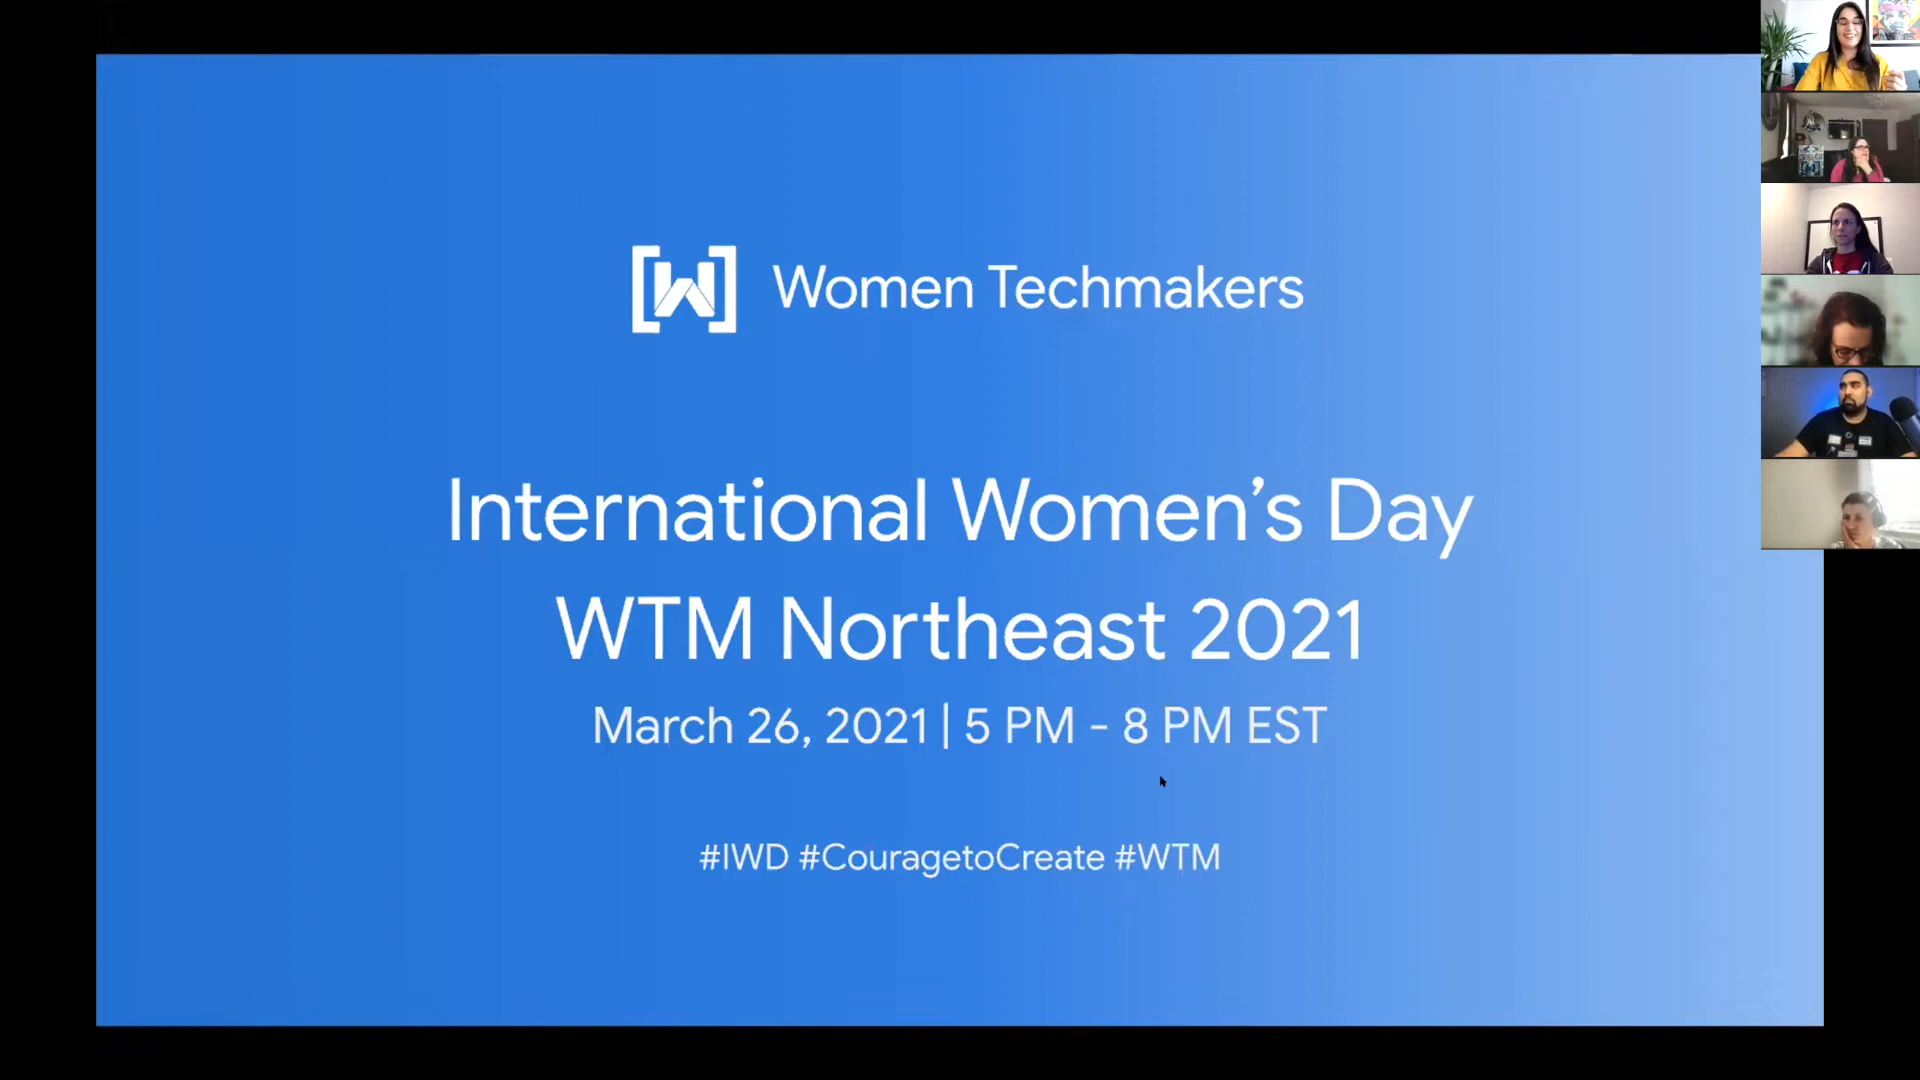 [W] Women Techmakers
International Women's Day
WTM Northeast 2021
March 26, 2021 | 5 PM - 8 PM EST
#IWD #CouragetoCreate #WTM